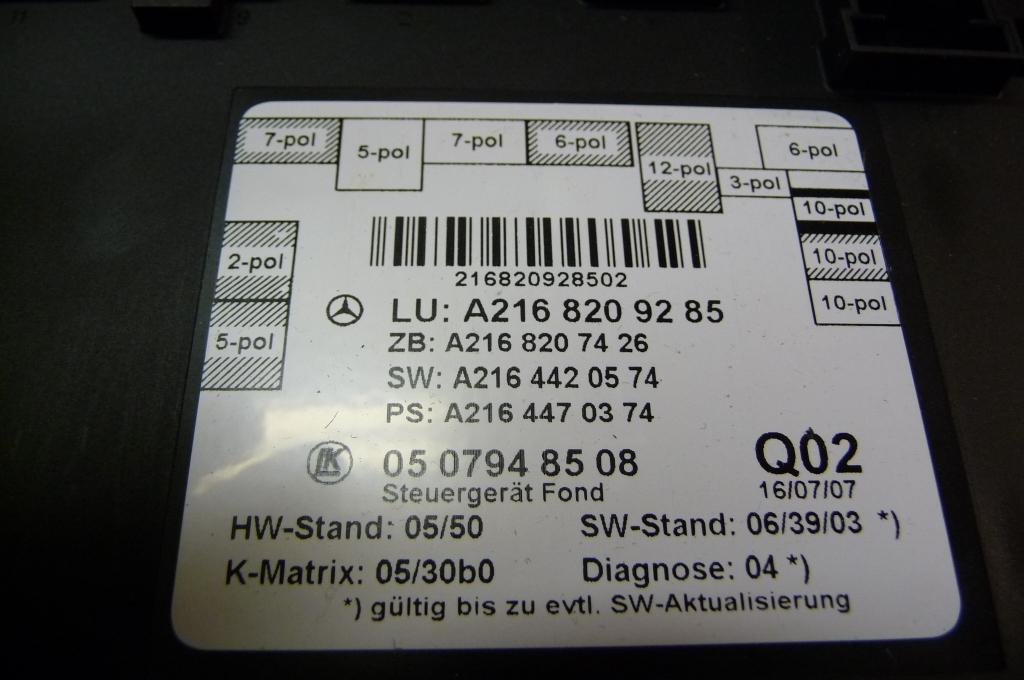 7-pol
5-pol
7-pol
6-pol
12-pol
3-pol
6-pol
10-pol
10-pol
10-pol
2-pol
5-pol
216820928502
LU: A216 820 92 85
ZB: A216 820 74 26
SW: A216 442 05 74
PS: A216 447 03 74
LK 05 0794 85 08
Steuergerät Fond
Q02
16/07/07
HW-Stand: 05/50
SW-Stand: 06/39/03 *)
K-Matrix: 05/30b0
Diagnose: 04 *)
*) gültig bis zu evtl. SW-Aktualisierung